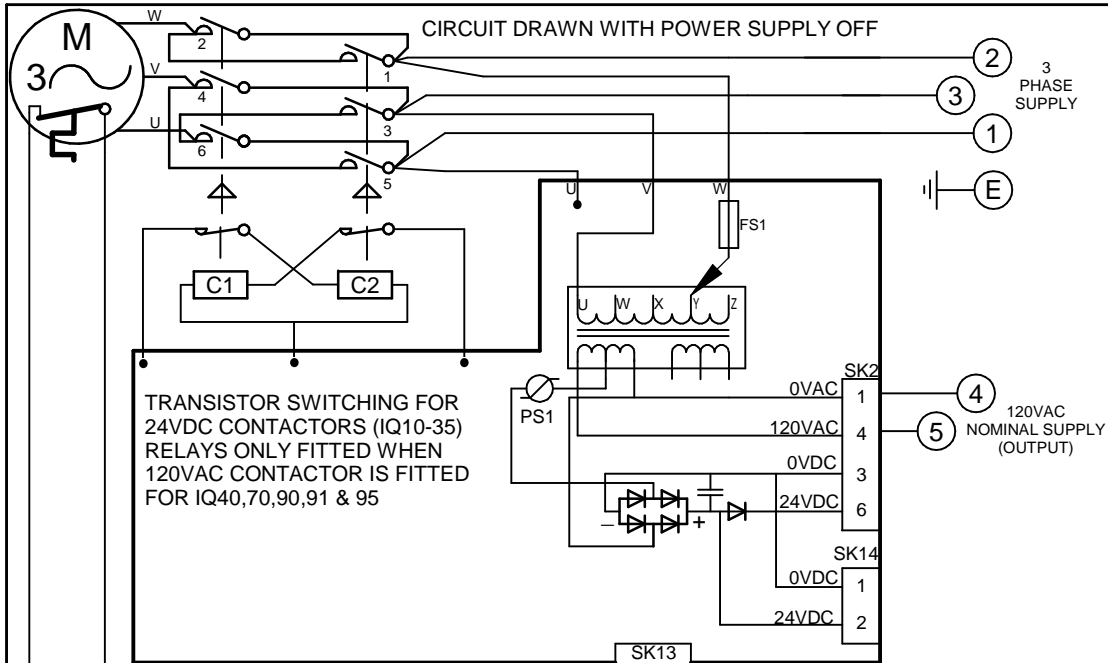 CIRCUIT DRAWN WITH POWER SUPPLY OFF
W
M
3
2
1
2
3
PHASE
SUPPLY
V
4
3
3
U
6
5
1
U
V
W
E
FS1
C1
C2
U
W
X
Y
Z
SK2
TRANSISTOR SWITCHING FOR
24VDC CONTACTORS (IQ10-35)
RELAYS ONLY FITTED WHEN
120VAC CONTACTOR IS FITTED
FOR IQ40,70,90,91 & 95
PS1
0VAC
1
4
120VAC
NOMINAL SUPPLY
(OUTPUT)
120VAC
4
5
0VDC
3
24VDC
6
–
+
SK14
0VDC
1
24VDC
2
SK13